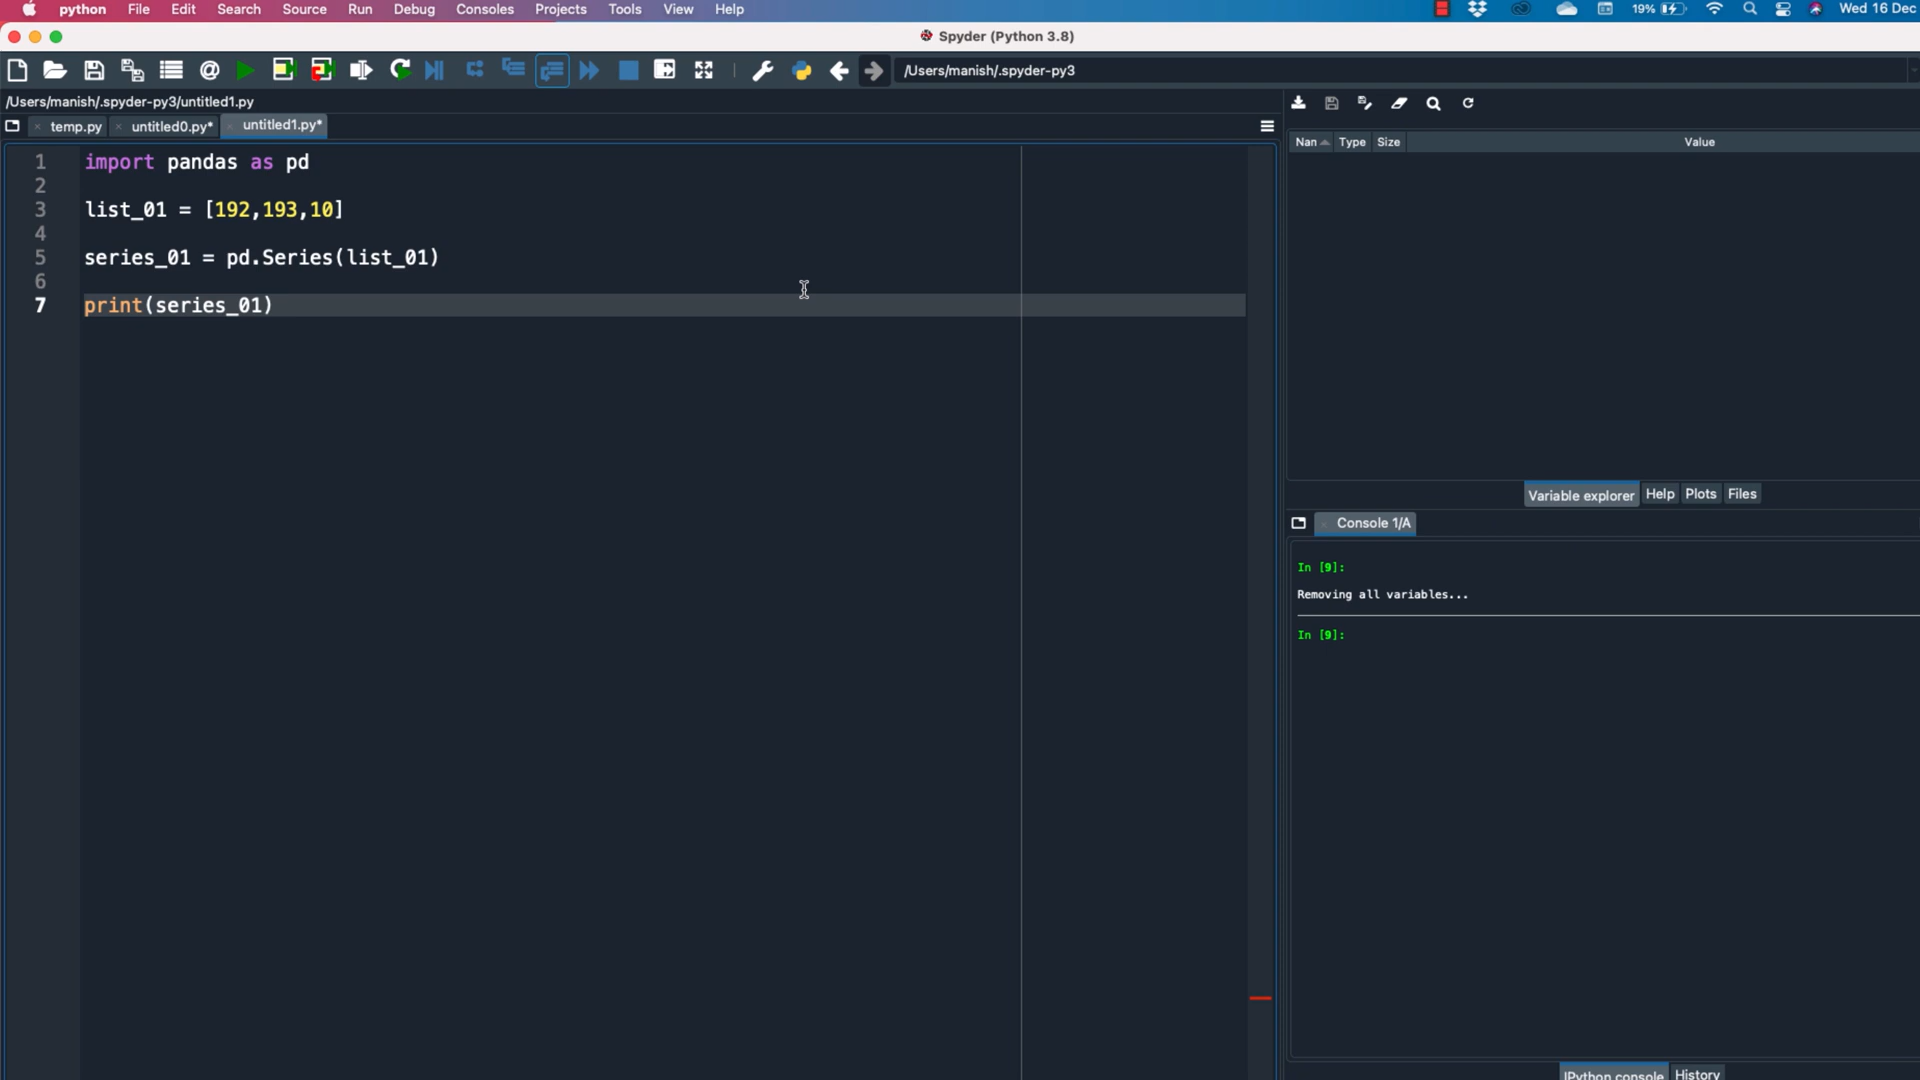 python File Edit Search Source Run Debug Consoles Projects Tools View Help 19% Wed 16 Dec
Spyder (Python 3.8)
/Users/manish/.spyder-py3
/Users/manish/.spyder-py3/untitled1.py
temp.py untitled0.py* untitled1.py*
1 import pandas as pd
2
3 list_01 = [192,193,10]
4
5 series_01 = pd.Series(list_01)
6
7 print(series_01)
Nan Type Size Value
Variable explorer Help Plots Files
Console 1/A
In [9]:
Removing all variables...
In [9]:
IPython console History